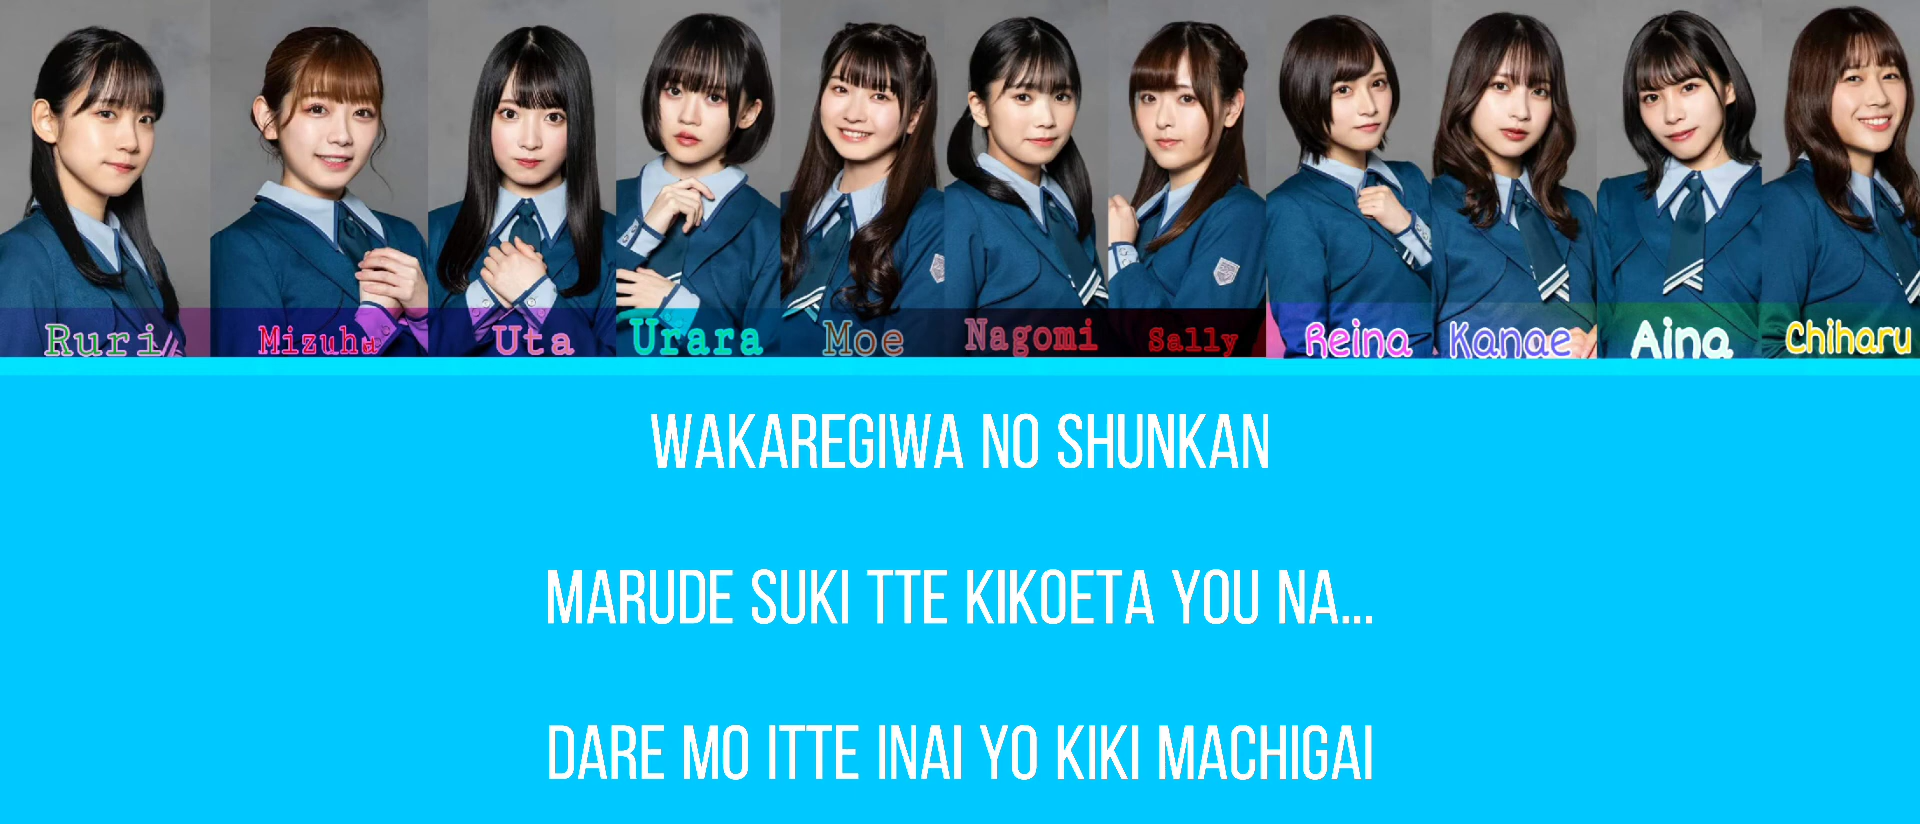 Ruri Mizuha Uta Urara Moe Nagomi Sally Reina Kanae Aina Chiharu
WAKAREGIWA NO SHUNKAN
MARUDE SUKI TTE KIKOETA YOU NA...
DARE MO ITTE INAI YO KIKI MACHIGAI